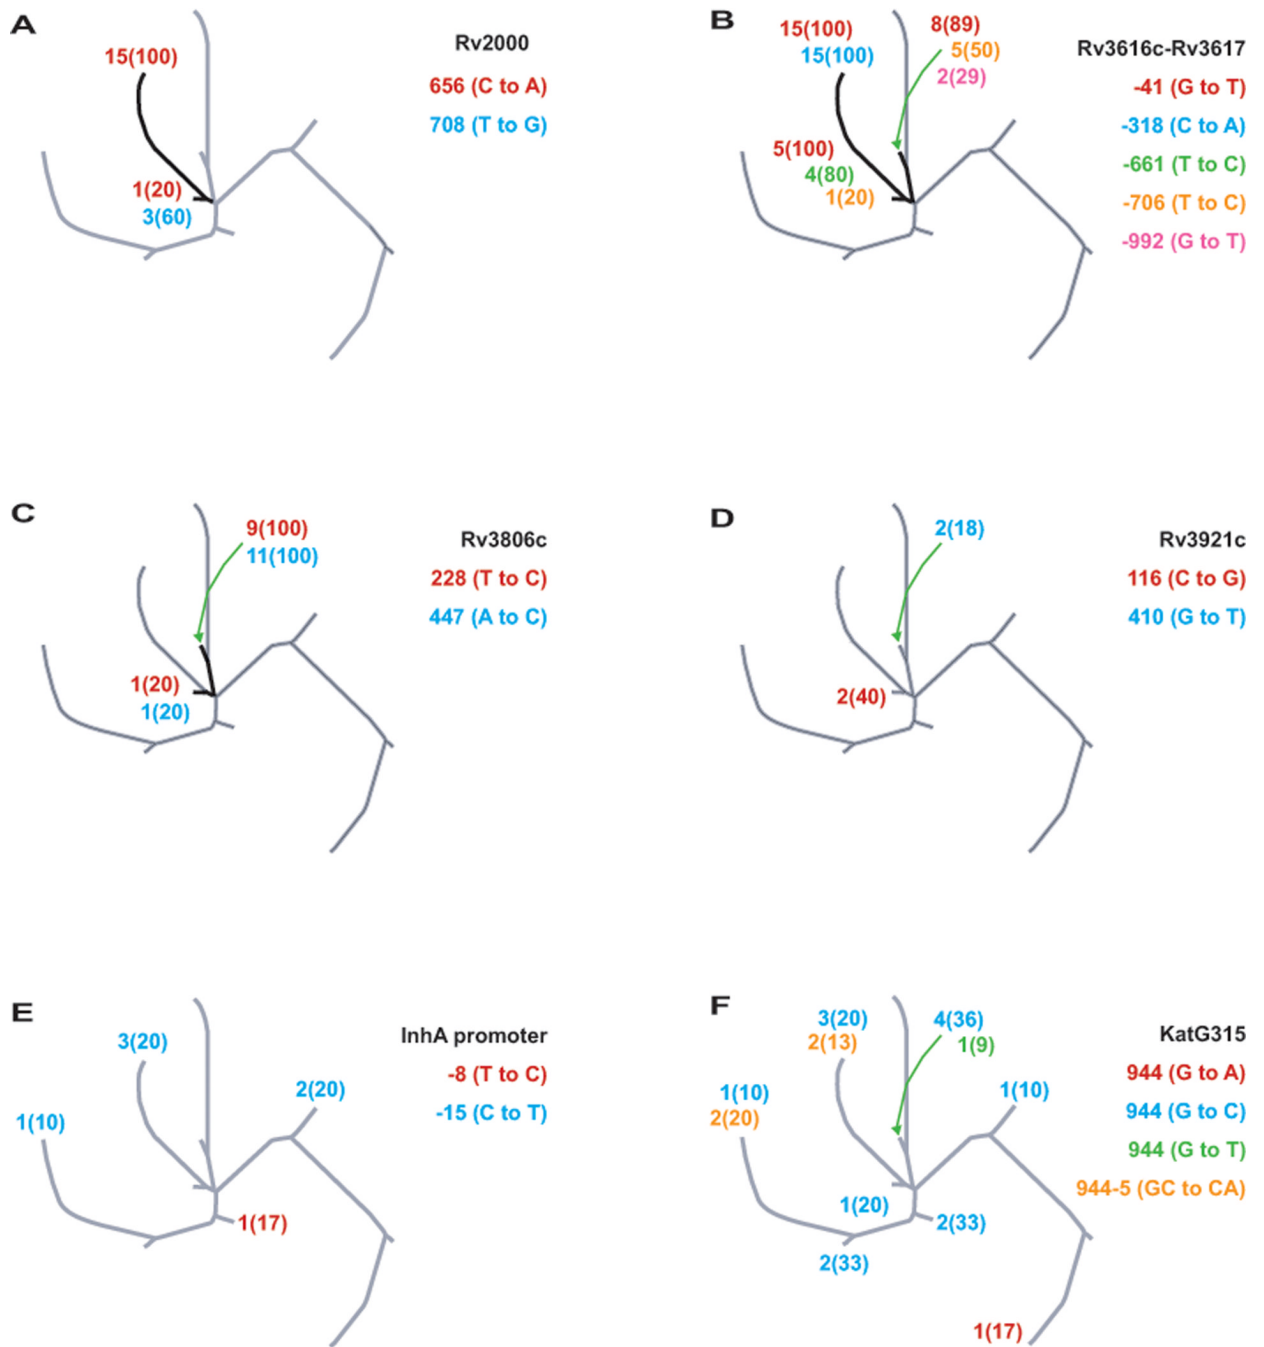 A
Rv2000
656 (C to A)
708 (T to G)
15(100)
1(20)
3(60)
B
Rv3616c-Rv3617
-41 (G to T)
-318 (C to A)
-661 (T to C)
-706 (T to C)
-992 (G to T)
15(100)
15(100)
8(89)
5(50)
2(29)
5(100)
4(80)
1(20)
C
Rv3806c
228 (T to C)
447 (A to C)
9(100)
11(100)
1(20)
1(20)
D
Rv3921c
116 (C to G)
410 (G to T)
2(18)
2(40)
E
InhA promoter
-8 (T to C)
-15 (C to T)
3(20)
2(20)
1(10)
1(17)
F
KatG315
944 (G to A)
944 (G to C)
944 (G to T)
944-5 (GC to CA)
3(20)
2(13)
4(36)
1(9)
1(10)
2(20)
1(10)
1(20)
2(33)
2(33)
1(17)